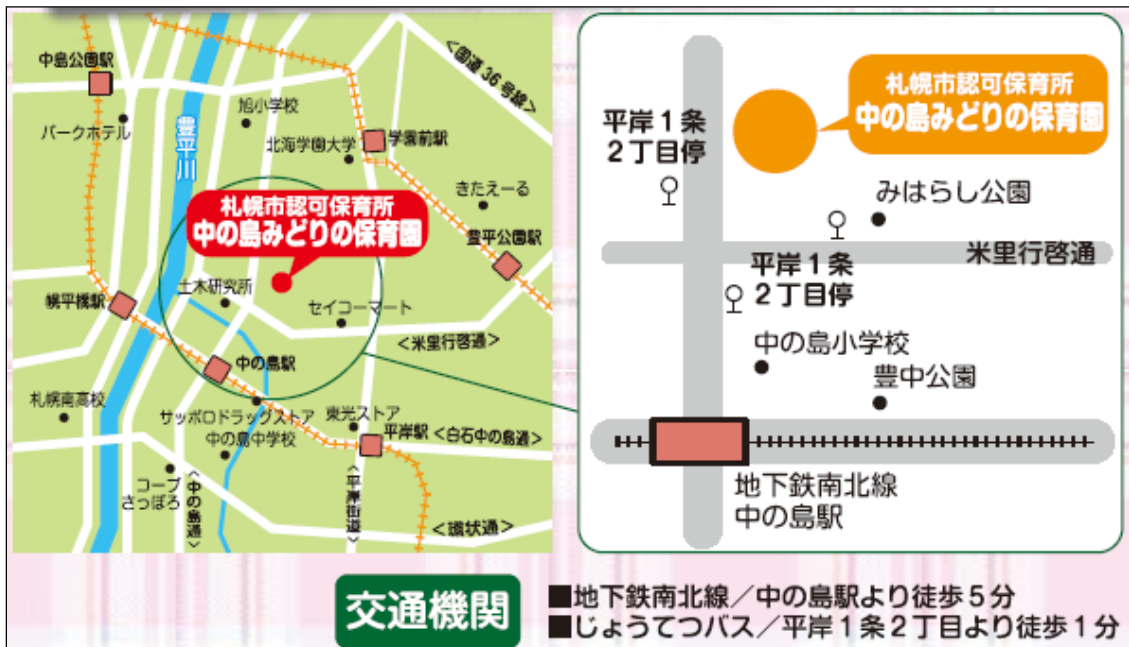 <国道36号線>
中島公園駅
旭小学校
パークホテル
豊平川
北海学園大学
学園前駅
きたえーる
札幌市認可保育所
中の島みどりの保育園
豊平公園駅
土木研究所
幌平橋駅
セイコーマート
<米里行啓通>
中の島駅
札幌南高校
サッポロドラッグストア
東光ストア
中の島中学校
平岸駅
<白石中の島通>
コープ
さっぽろ
<中の島通>
<平岸街道>
<環状通>
札幌市認可保育所
中の島みどりの保育園
平岸1条
2丁目停
みはらし公園
米里行啓通
平岸1条
2丁目停
中の島小学校
豊中公園
地下鉄南北線
中の島駅
交通機関
■地下鉄南北線/中の島駅より徒歩5分
■じょうてつバス/平岸1条2丁目より徒歩1分